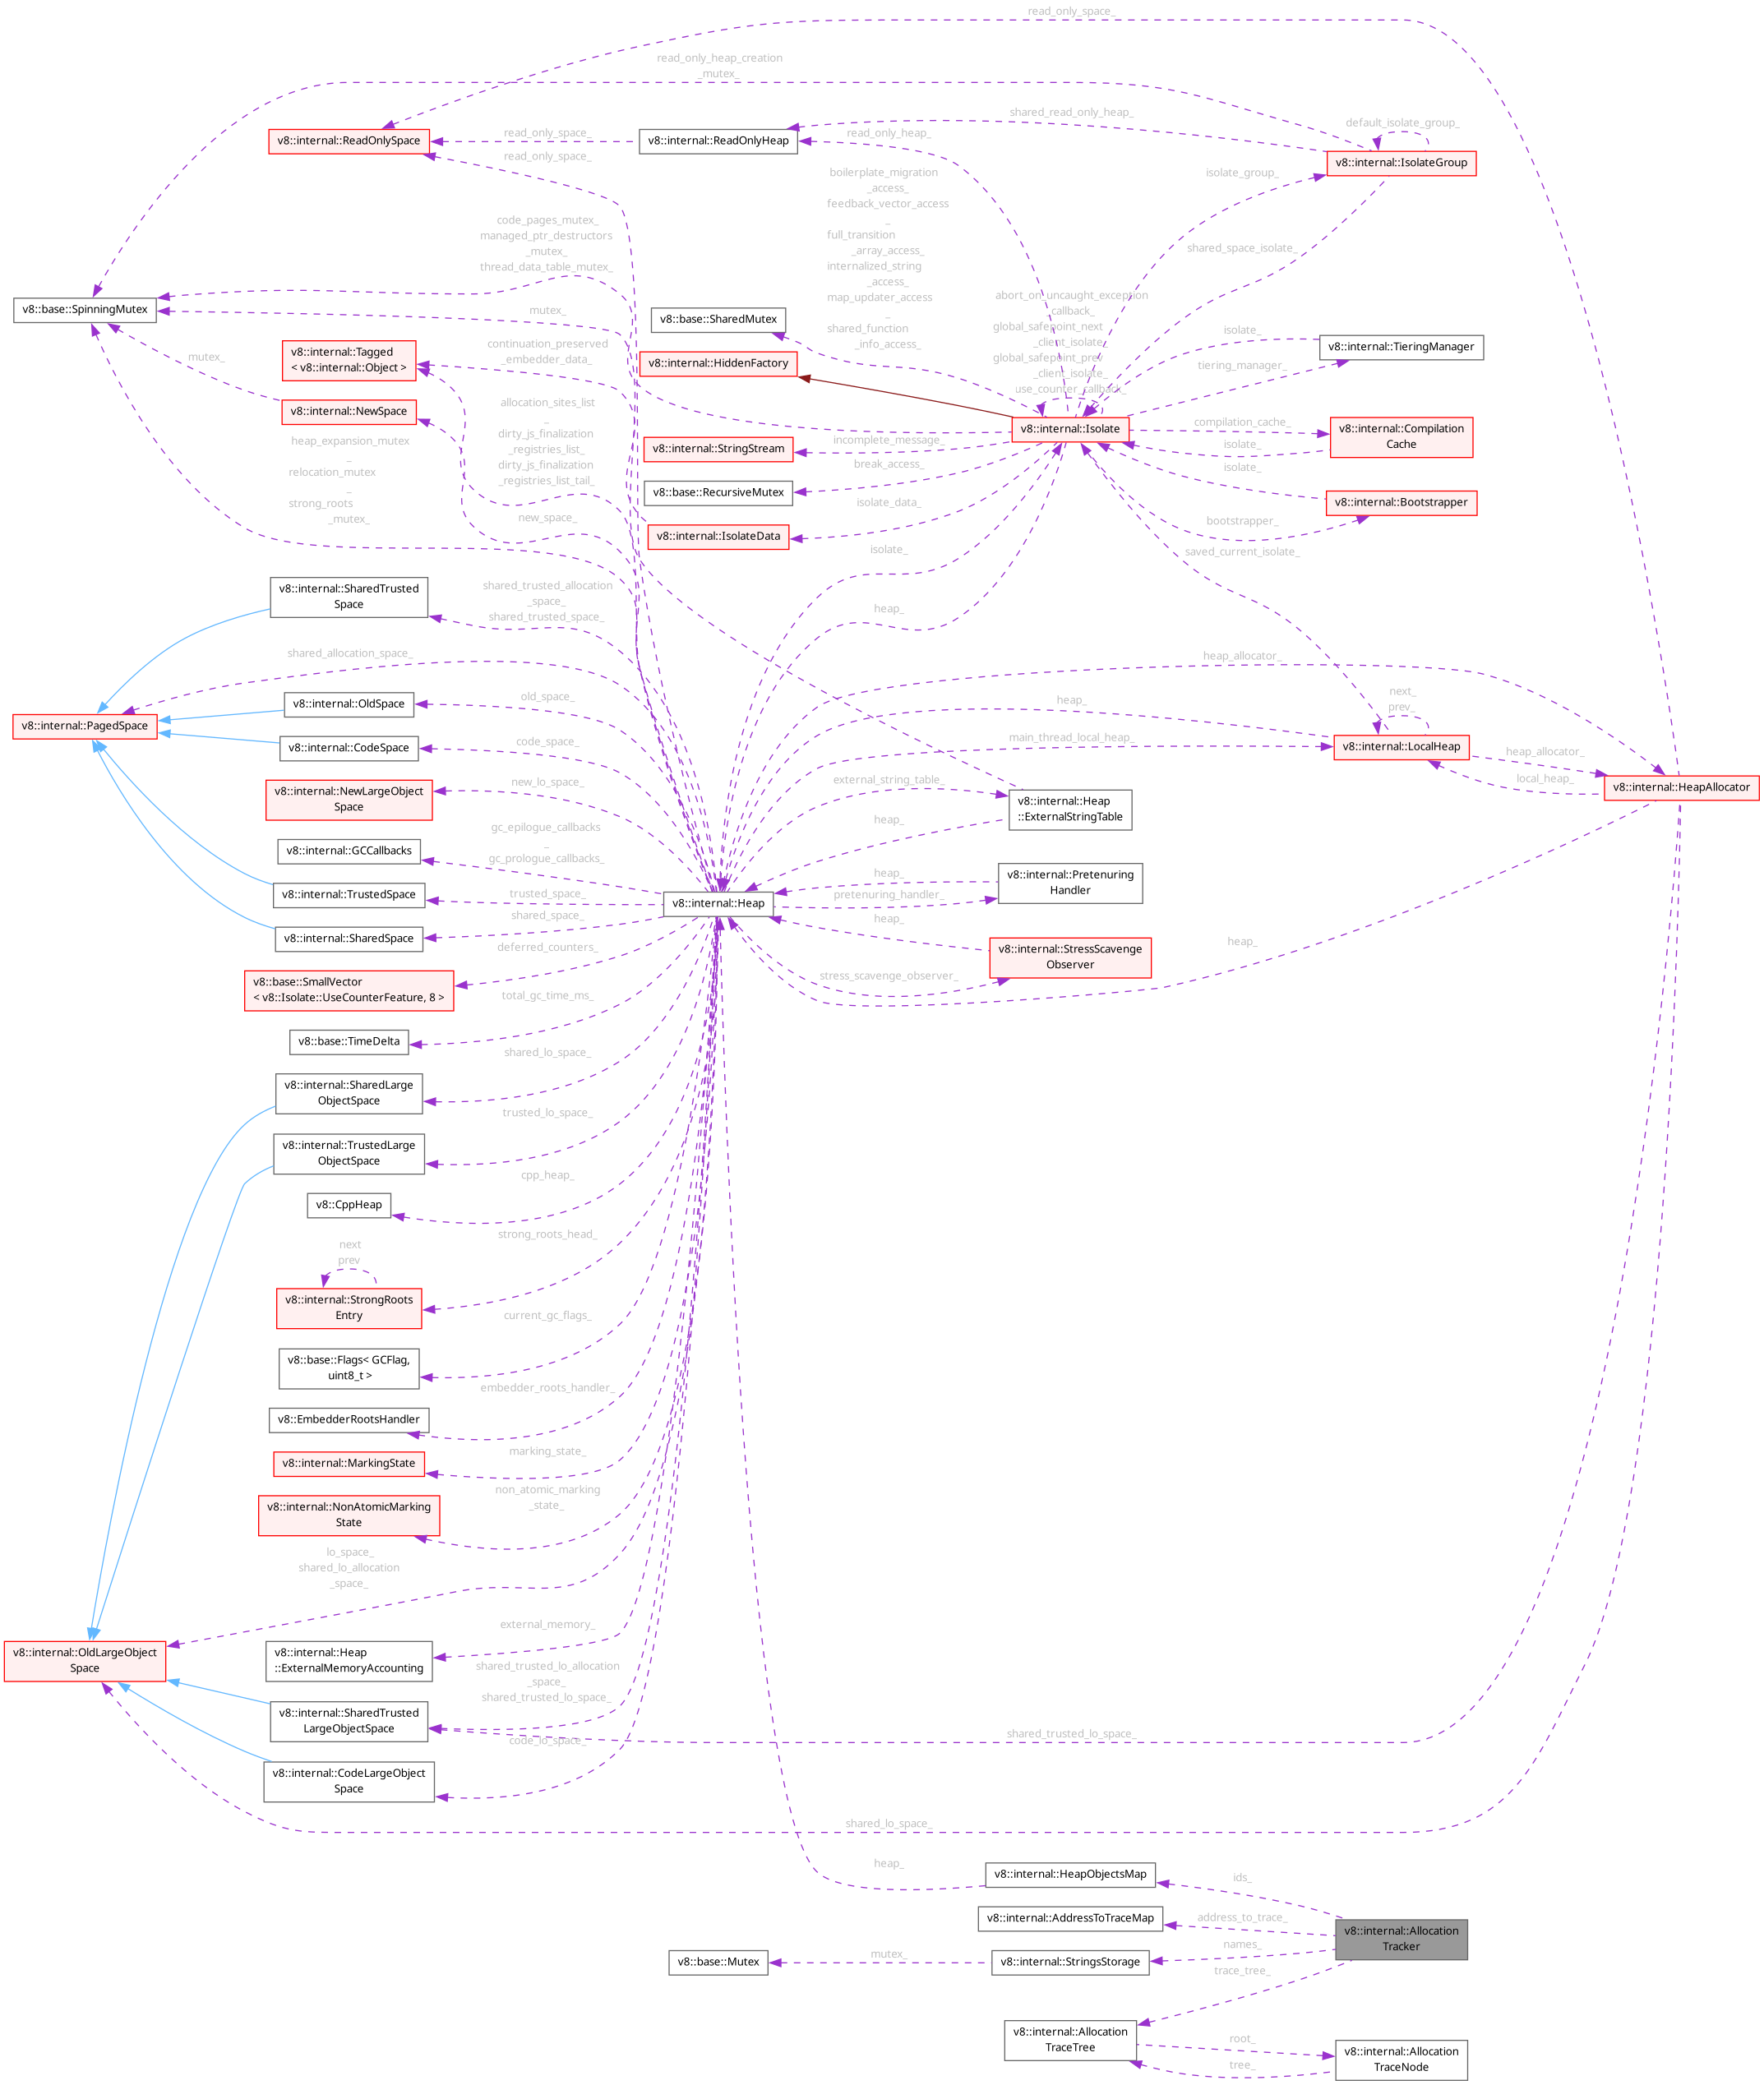 read_only_space_
read_only_heap_creation
_mutex_
shared_read_only_heap_
default_isolate_group_
v8::internal::ReadOnlySpace
read_only_space_
v8::internal::ReadOnlyHeap
read_only_heap_
v8::internal::IsolateGroup
read_only_space_
boilerplate_migration
_access_
feedback_vector_access
_
full_transition
_array_access_
internalized_string
_access_
map_updater_access
_
shared_function
_info_access_
isolate_group_
shared_space_isolate_
code_pages_mutex_
managed_ptr_destructors
_mutex_
thread_data_table_mutex_
v8::base::SpinningMutex
mutex_
v8::base::SharedMutex
abort_on_uncaught_exception
_callback_
global_safepoint_next
_client_isolate_
global_safepoint_prev
_client_isolate_
use_counter_callback_
isolate_
v8::internal::TieringManager
tiering_manager_
mutex_
v8::internal::Tagged
< v8::internal::Object >
continuation_preserved
_embedder_data_
v8::internal::HiddenFactory
v8::internal::NewSpace
allocation_sites_list
_
dirty_js_finalization
_registries_list_
dirty_js_finalization
_registries_list_tail_
v8::internal::Isolate
compilation_cache_
v8::internal::Compilation
Cache
isolate_
heap_expansion_mutex
_
relocation_mutex
_
strong_roots
_mutex_
v8::internal::StringStream
incomplete_message_
break_access_
v8::base::RecursiveMutex
isolate_
v8::internal::Bootstrapper
bootstrapper_
new_space_
v8::internal::IsolateData
isolate_data_
isolate_
saved_current_isolate_
v8::internal::SharedTrusted
Space
shared_trusted_allocation
_space_
shared_trusted_space_
heap_
shared_allocation_space_
heap_allocator_
v8::internal::PagedSpace
v8::internal::OldSpace
old_space_
heap_
next_
prev_
v8::internal::CodeSpace
code_space_
main_thread_local_heap_
v8::internal::LocalHeap
heap_allocator_
v8::internal::NewLargeObject
Space
new_lo_space_
external_string_table_
v8::internal::Heap
::ExternalStringTable
local_heap_
v8::internal::HeapAllocator
v8::internal::GCCallbacks
gc_epilogue_callbacks
_
gc_prologue_callbacks_
heap_
v8::internal::TrustedSpace
trusted_space_
v8::internal::Heap
heap_
pretenuring_handler_
v8::internal::Pretenuring
Handler
v8::internal::SharedSpace
shared_space_
heap_
v8::internal::StressScavenge
Observer
heap_
deferred_counters_
v8::base::SmallVector
< v8::Isolate::UseCounterFeature, 8 >
stress_scavenge_observer_
total_gc_time_ms_
v8::base::TimeDelta
shared_lo_space_
v8::internal::SharedLarge
ObjectSpace
trusted_lo_space_
v8::internal::TrustedLarge
ObjectSpace
cpp_heap_
v8::CppHeap
strong_roots_head_
next
prev
v8::internal::StrongRoots
Entry
current_gc_flags_
v8::base::Flags< GCFlag,
uint8_t >
embedder_roots_handler_
v8::EmbedderRootsHandler
marking_state_
v8::internal::MarkingState
non_atomic_marking
_state_
v8::internal::NonAtomicMarking
State
lo_space_
shared_lo_allocation
_space_
v8::internal::OldLargeObject
Space
external_memory_
v8::internal::Heap
::ExternalMemoryAccounting
shared_trusted_lo_allocation
_space_
shared_trusted_lo_space_
v8::internal::SharedTrusted
LargeObjectSpace
code_lo_space_
shared_trusted_lo_space_
v8::internal::CodeLargeObject
Space
shared_lo_space_
heap_
v8::internal::HeapObjectsMap
ids_
v8::internal::AddressToTraceMap
address_to_trace_
v8::internal::Allocation
Tracker
names_
v8::base::Mutex
mutex_
v8::internal::StringsStorage
trace_tree_
v8::internal::Allocation
TraceTree
root_
tree_
v8::internal::Allocation
TraceNode